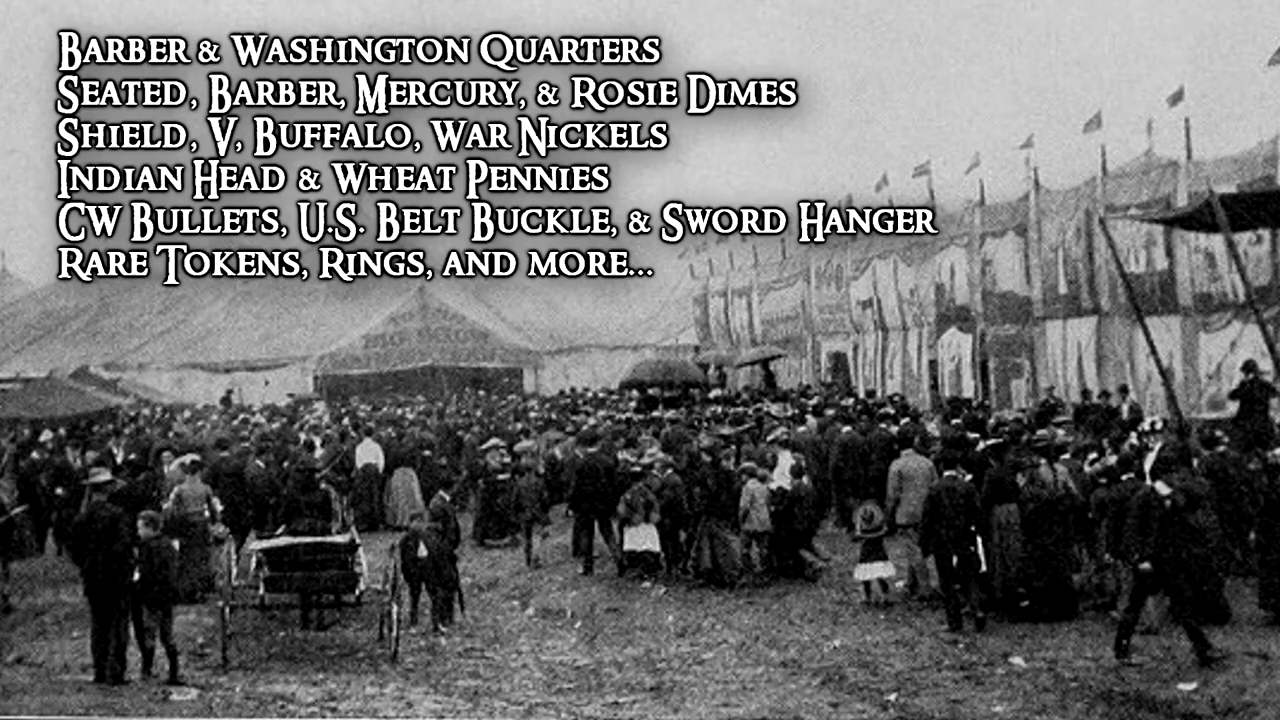 Barber & Washington Quarters
Seated, Barber, Mercury, & Rosie Dimes
Shield, V, Buffalo, War Nickels
Indian Head & Wheat Pennies
CW Bullets, U.S. Belt Buckle, & Sword Hanger
Rare Tokens, Rings, and more...